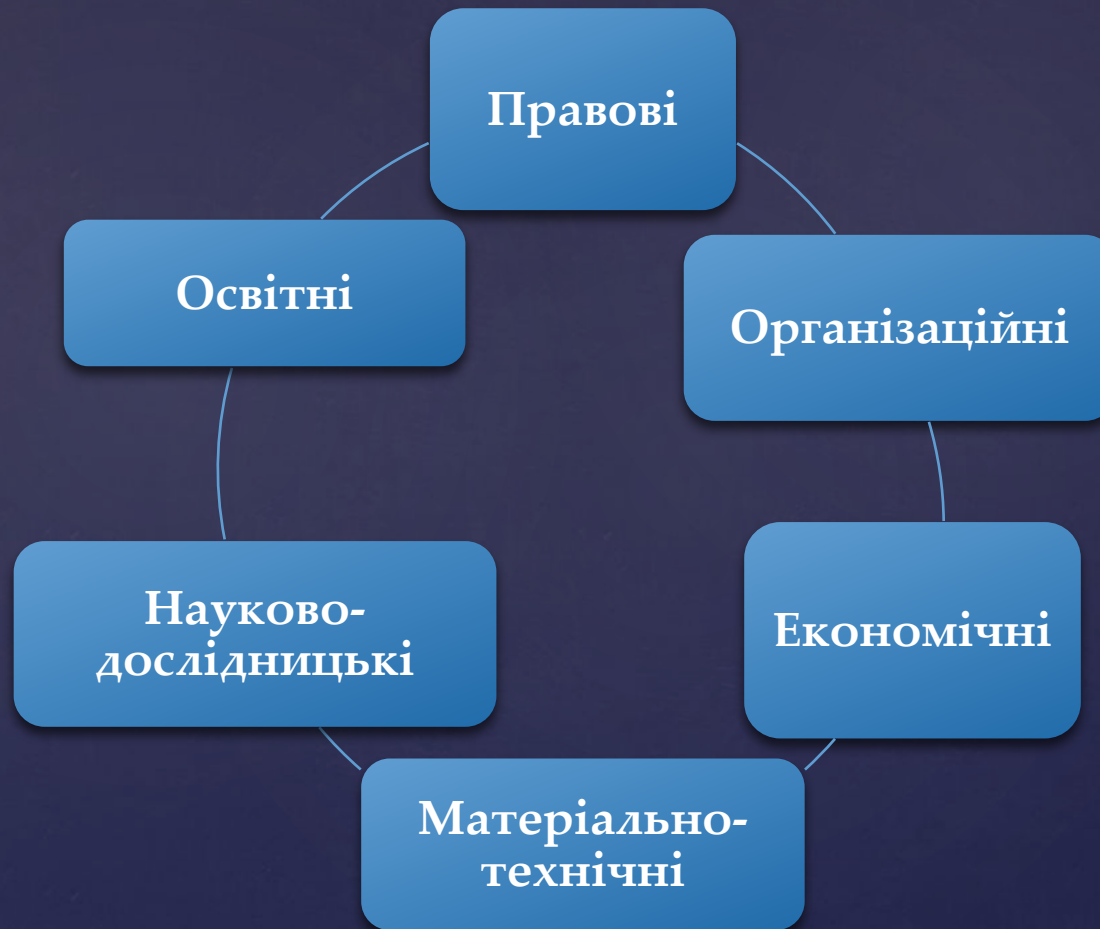 Правові
Освітні
Організаційні
Науково-
дослідницькі
Економічні
Матеріально-
технічні